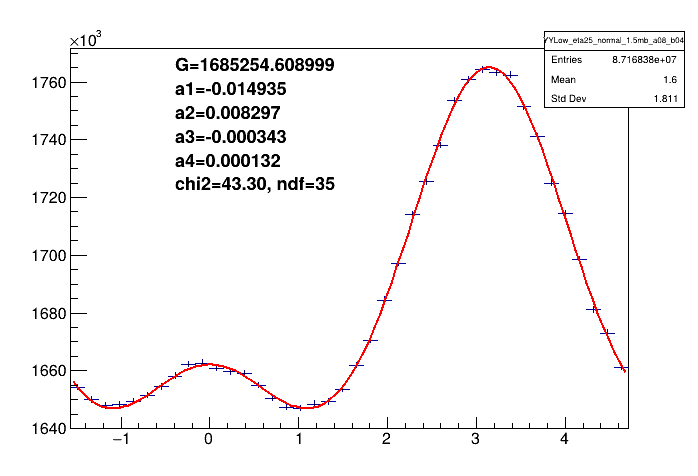 ×10³
YYLow_eta25_normal_1.5mb_a08_b04
Entries 8.716838e+07
Mean 1.6
Std Dev 1.811
G=1685254.608999
a1=-0.014935
a2=0.008297
a3=-0.000343
a4=0.000132
chi2=43.30, ndf=35
1760
1740
1720
1700
1680
1660
1640
−1 0 1 2 3 4